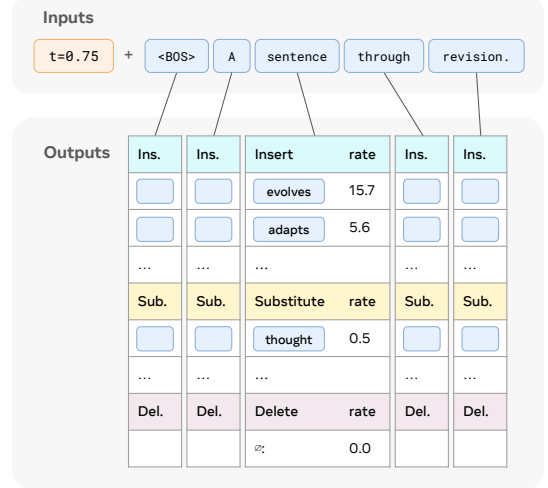 Inputs
t=0.75 + <BOS> A sentence through revision.
Outputs
Ins. Ins. Insert rate Ins. Ins.
evolves 15.7
adapts 5.6
... ... ... ... ...
Sub. Sub. Substitute rate Sub. Sub.
thought 0.5
... ... ... ... ...
Del. Del. Delete rate Del. Del.
∅: 0.0